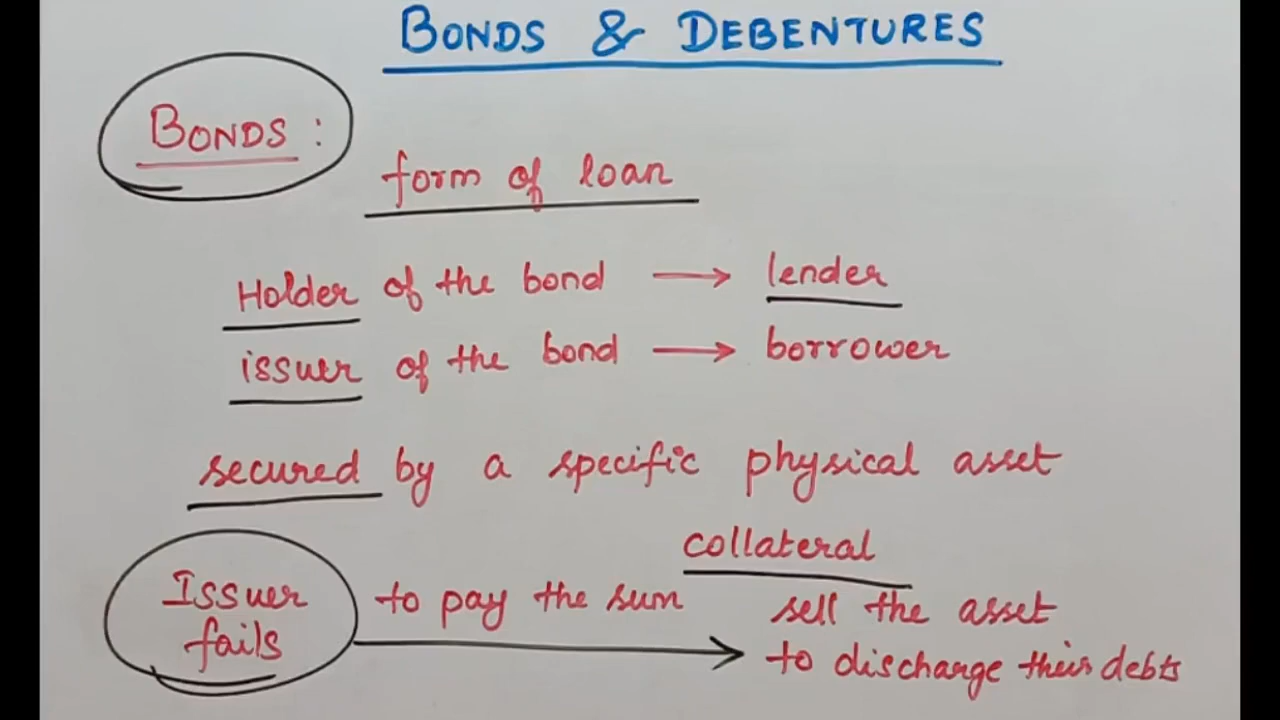 BONDS & DEBENTURES
BONDS :
form of loan
Holder of the bond → lender
issuer of the bond → borrower
secured by a specific physical asset
collateral
Issuer fails to pay the sum → sell the asset
to discharge their debts